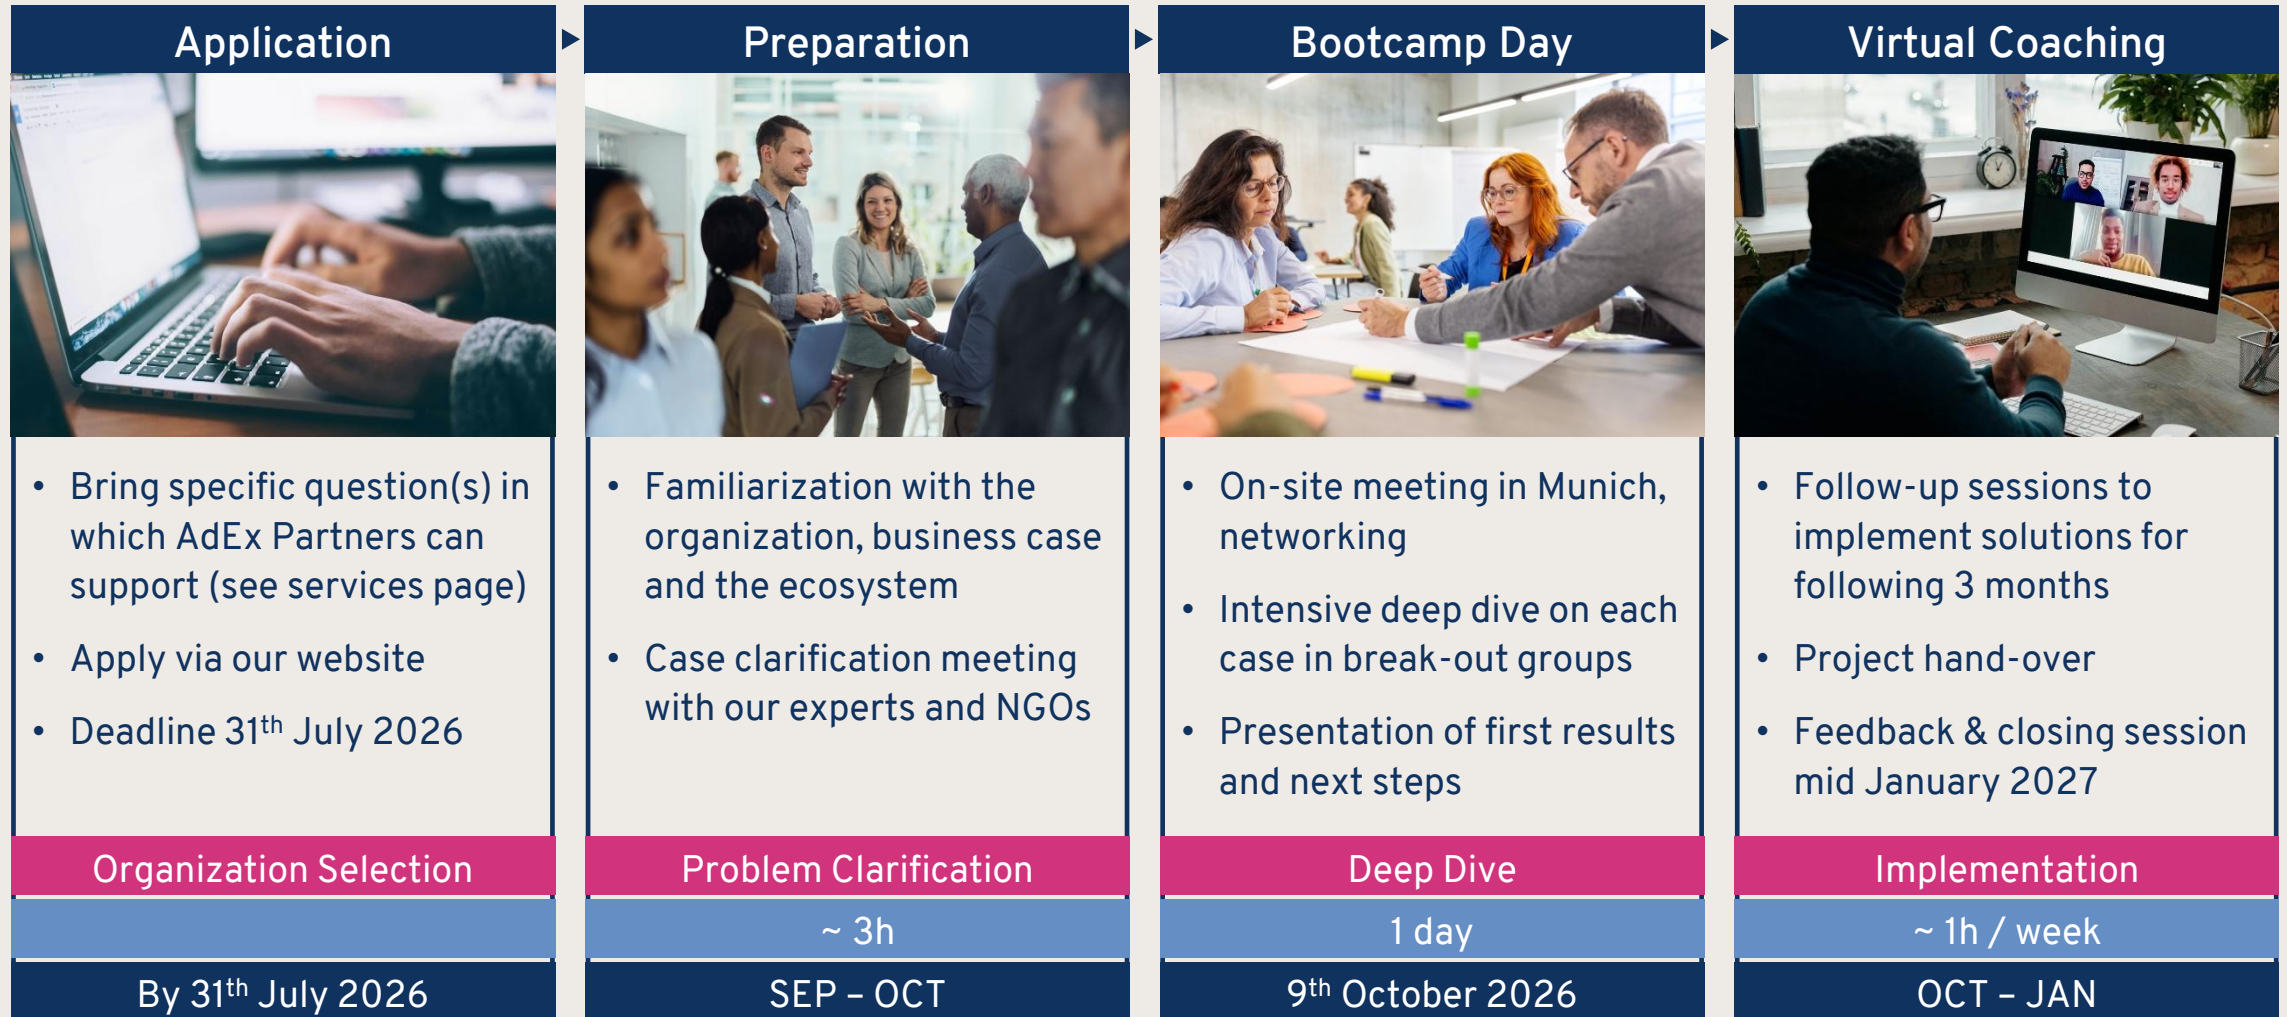 Application
Preparation
Bootcamp Day
Virtual Coaching
• Bring specific question(s) in
which AdEx Partners can
support (see services page)
• Apply via our website
• Deadline 31th July 2026
• Familiarization with the
organization, business case
and the ecosystem
• Case clarification meeting
with our experts and NGOs
• On-site meeting in Munich,
networking
• Intensive deep dive on each
case in break-out groups
• Presentation of first results
and next steps
• Follow-up sessions to
implement solutions for
following 3 months
• Project hand-over
• Feedback & closing session
mid January 2027
Organization Selection
Problem Clarification
Deep Dive
Implementation
~ 3h
1 day
~ 1h / week
By 31th July 2026
SEP – OCT
9th October 2026
OCT – JAN